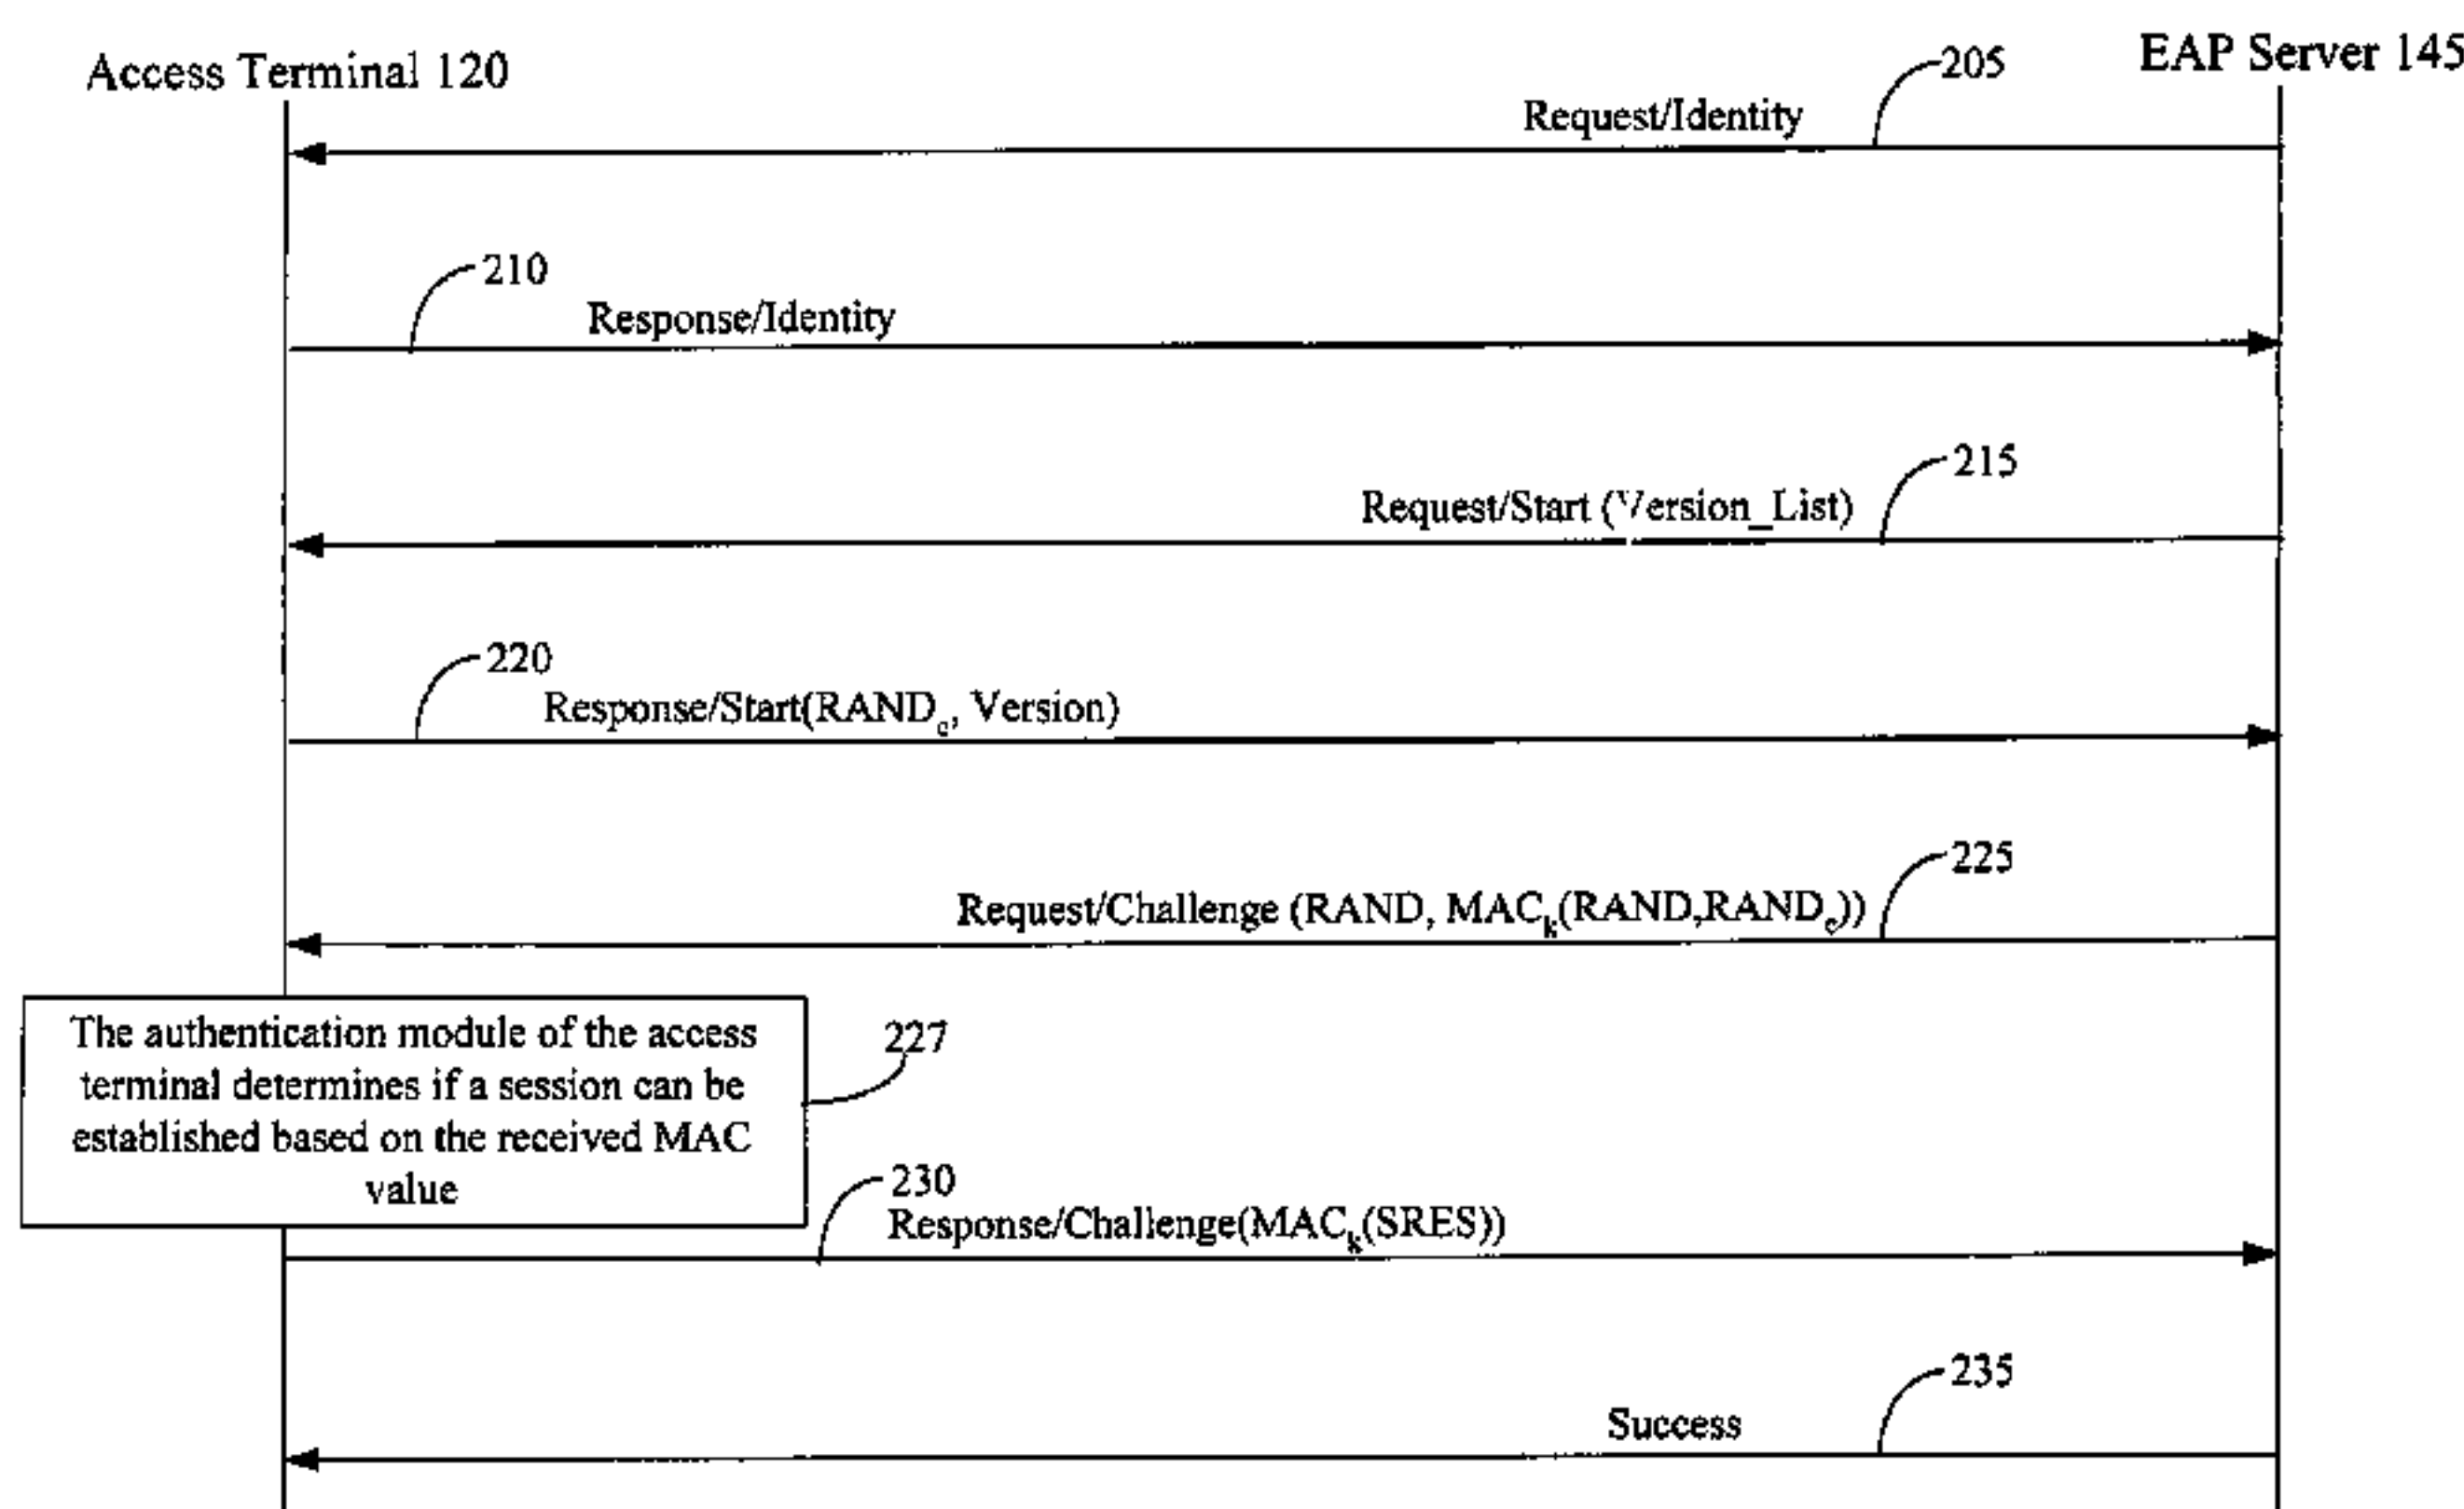 Access Terminal 120
EAP Server 145
205
Request/Identity
210
Response/Identity
215
Request/Start (Version_List)
220
Response/Start(RANDc, Version)
225
Request/Challenge (RAND, MACk(RAND,RANDc))
The authentication module of the access
terminal determines if a session can be
established based on the received MAC
value
227
230
Response/Challenge(MACk(SRES))
235
Success